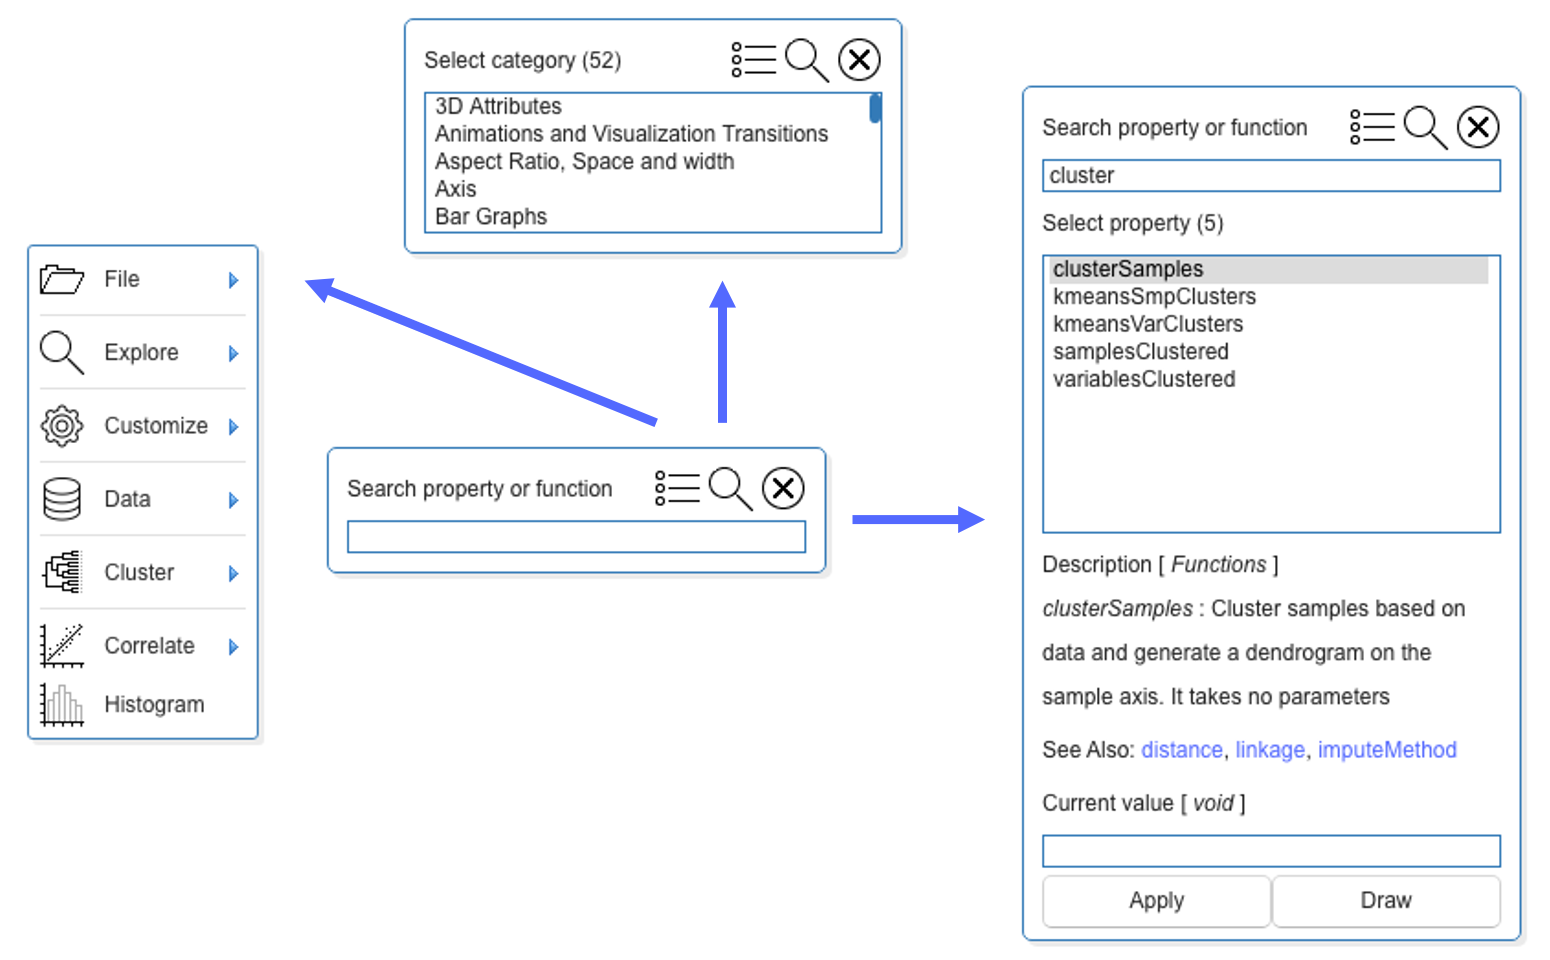 Select category (52)
3D Attributes
Animations and Visualization Transitions
Aspect Ratio, Space and width
Axis
Bar Graphs
File
Explore
Customize
Data
Cluster
Correlate
Histogram
Search property or function
Search property or function
cluster
Select property (5)
clusterSamples
kmeansSmpClusters
kmeansVarClusters
samplesClustered
variablesClustered
Description [ Functions ]
clusterSamples : Cluster samples based on
data and generate a dendrogram on the
sample axis. It takes no parameters
See Also: distance, linkage, imputeMethod
Current value [ void ]
Apply
Draw